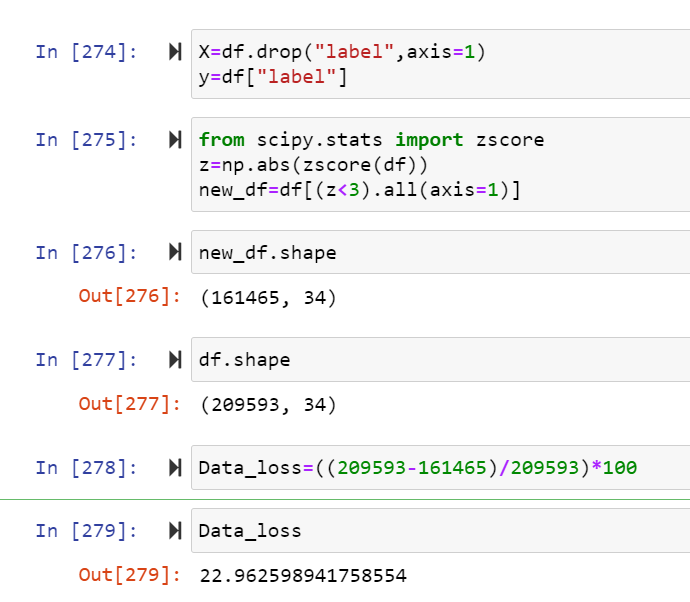 In [274]:
X=df.drop("label",axis=1)
y=df["label"]
In [275]:
from scipy.stats import zscore
z=np.abs(zscore(df))
new_df=df[(z<3).all(axis=1)]
In [276]:
new_df.shape
Out[276]:
(161465, 34)
In [277]:
df.shape
Out[277]:
(209593, 34)
In [278]:
Data_loss=((209593-161465)/209593)*100
In [279]:
Data_loss
Out[279]:
22.962598941758554